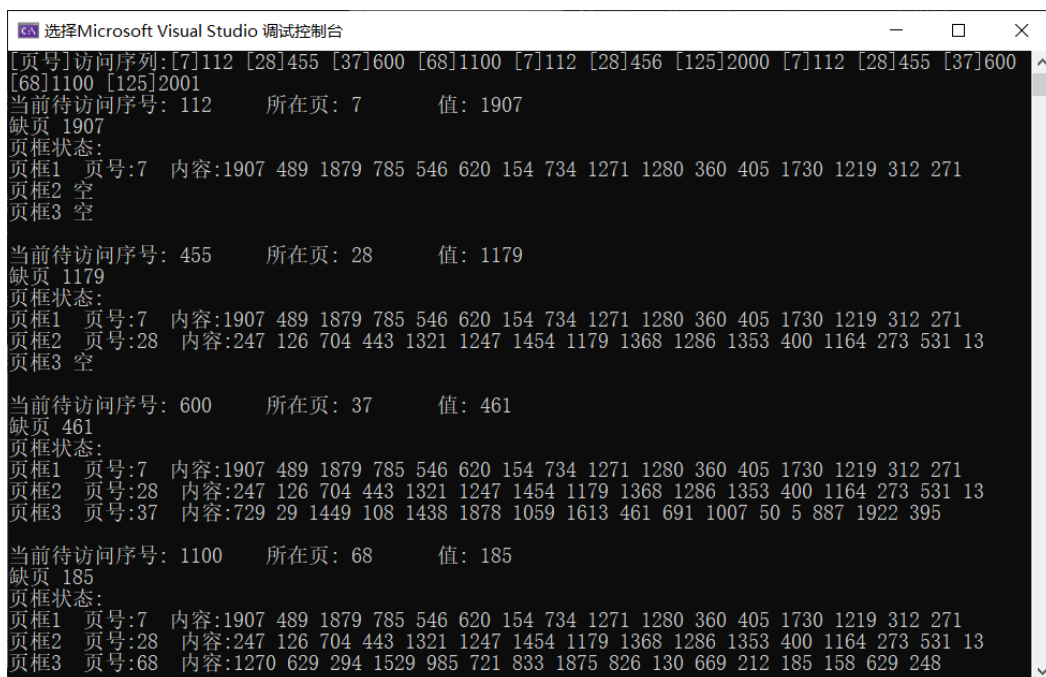 选择Microsoft Visual Studio 调试控制台
[页号]访问序列:[7]112 [28]455 [37]600 [68]1100 [7]112 [28]456 [125]2000 [7]112 [28]455 [37]600
[68]1100 [125]2001
当前待访问序号: 112 所在页: 7 值: 1907
缺页 1907
页框状态:
页框1 页号:7 内容:1907 489 1879 785 546 620 154 734 1271 1280 360 405 1730 1219 312 271
页框2 空
页框3 空
当前待访问序号: 455 所在页: 28 值: 1179
缺页 1179
页框状态:
页框1 页号:7 内容:1907 489 1879 785 546 620 154 734 1271 1280 360 405 1730 1219 312 271
页框2 页号:28 内容:247 126 704 443 1321 1247 1454 1179 1368 1286 1353 400 1164 273 531 13
页框3 空
当前待访问序号: 600 所在页: 37 值: 461
缺页 461
页框状态:
页框1 页号:7 内容:1907 489 1879 785 546 620 154 734 1271 1280 360 405 1730 1219 312 271
页框2 页号:28 内容:247 126 704 443 1321 1247 1454 1179 1368 1286 1353 400 1164 273 531 13
页框3 页号:37 内容:729 29 1449 108 1438 1878 1059 1613 461 691 1007 50 5 887 1922 395
当前待访问序号: 1100 所在页: 68 值: 185
缺页 185
页框状态:
页框1 页号:7 内容:1907 489 1879 785 546 620 154 734 1271 1280 360 405 1730 1219 312 271
页框2 页号:28 内容:247 126 704 443 1321 1247 1454 1179 1368 1286 1353 400 1164 273 531 13
页框3 页号:68 内容:1270 629 294 1529 985 721 833 1875 826 130 669 212 185 158 629 248